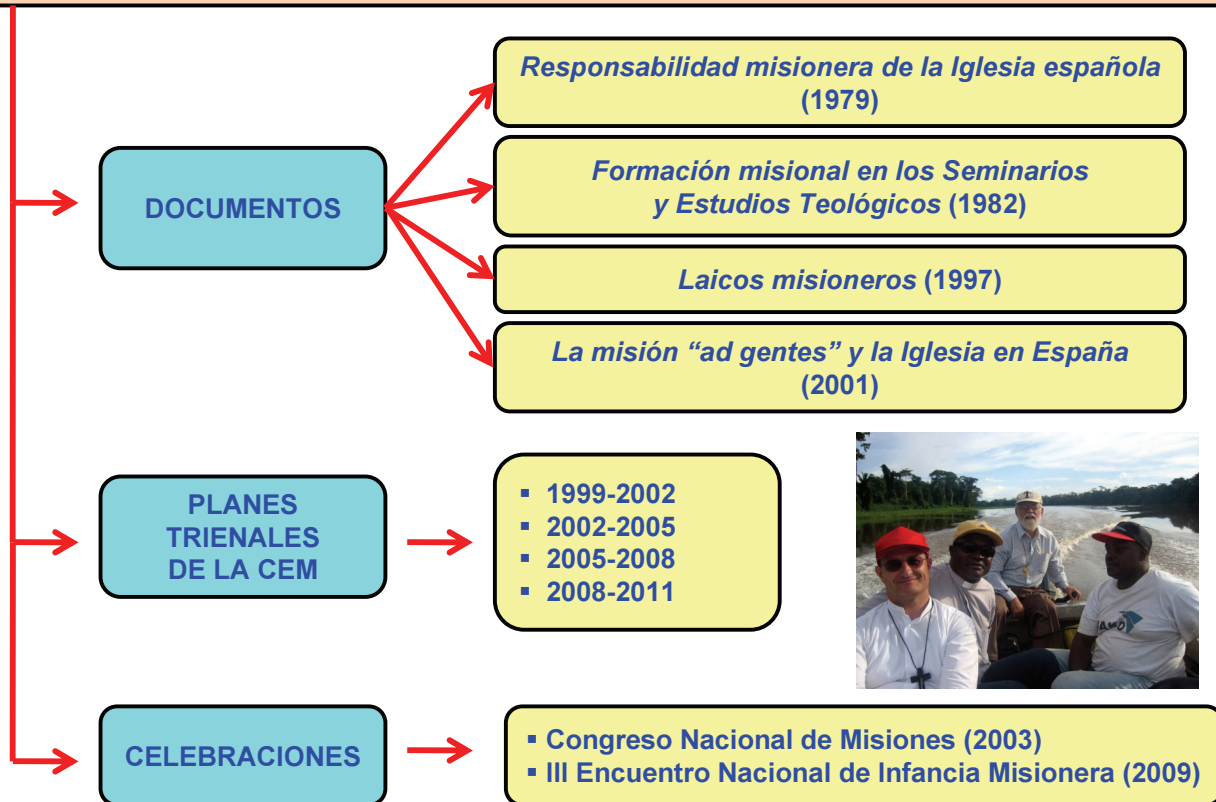 Responsabilidad misionera de la Iglesia española
(1979)
DOCUMENTOS
Formación misional en los Seminarios
y Estudios Teológicos (1982)
Laicos misioneros (1997)
La misión “ad gentes” y la Iglesia en España
(2001)
PLANES
TRIENALES
DE LA CEM
▪ 1999-2002
▪ 2002-2005
▪ 2005-2008
▪ 2008-2011
CELEBRACIONES
▪ Congreso Nacional de Misiones (2003)
▪ III Encuentro Nacional de Infancia Misionera (2009)